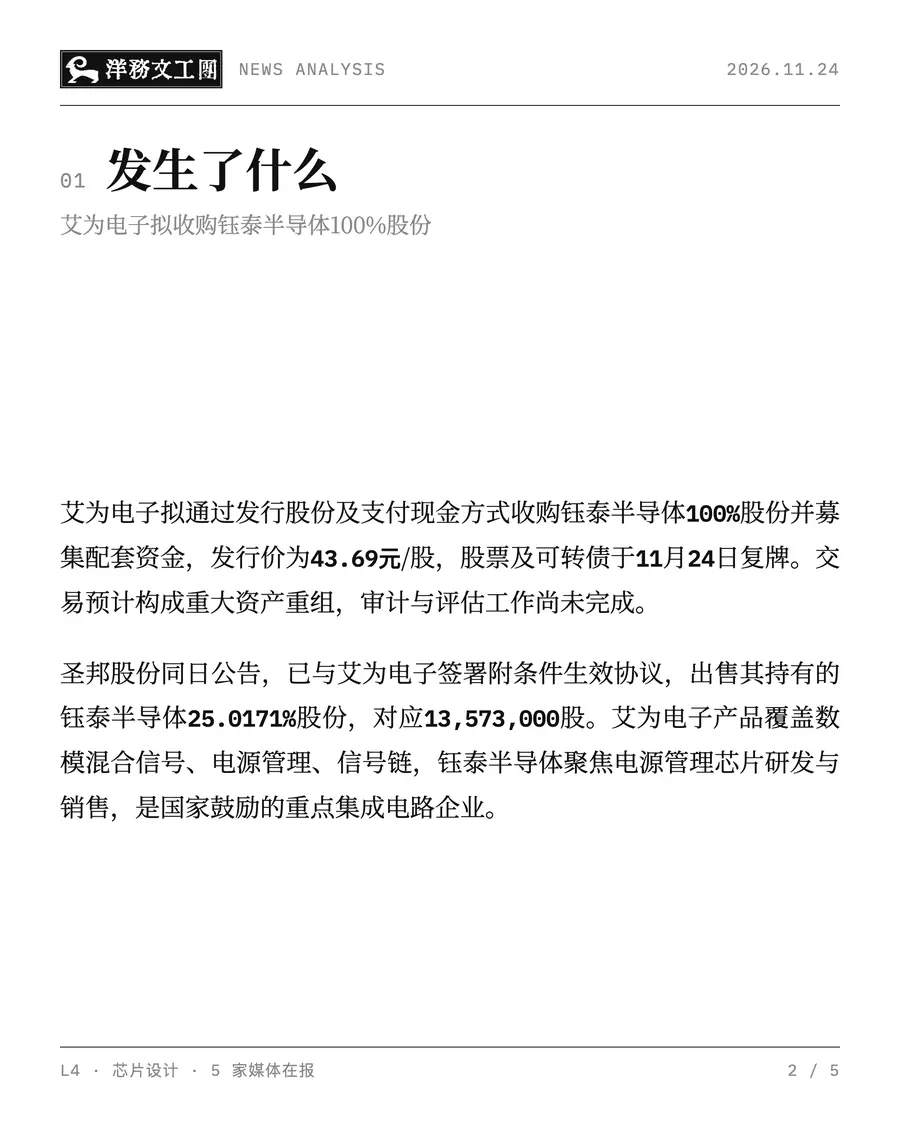 洋務文工團 NEWS ANALYSIS 2026.11.24
01 发生了什么
艾为电子拟收购钰泰半导体100%股份
艾为电子拟通过发行股份及支付现金方式收购钰泰半导体100%股份并募
集配套资金，发行价为43.69元/股，股票及可转债于11月24日复牌。交
易预计构成重大资产重组，审计与评估工作尚未完成。
圣邦股份同日公告，已与艾为电子签署附条件生效协议，出售其持有的
钰泰半导体25.0171%股份，对应13,573,000股。艾为电子产品覆盖数
模混合信号、电源管理、信号链，钰泰半导体聚焦电源管理芯片研发与
销售，是国家鼓励的重点集成电路企业。
L4 · 芯片设计 · 5 家媒体在报 2 / 5